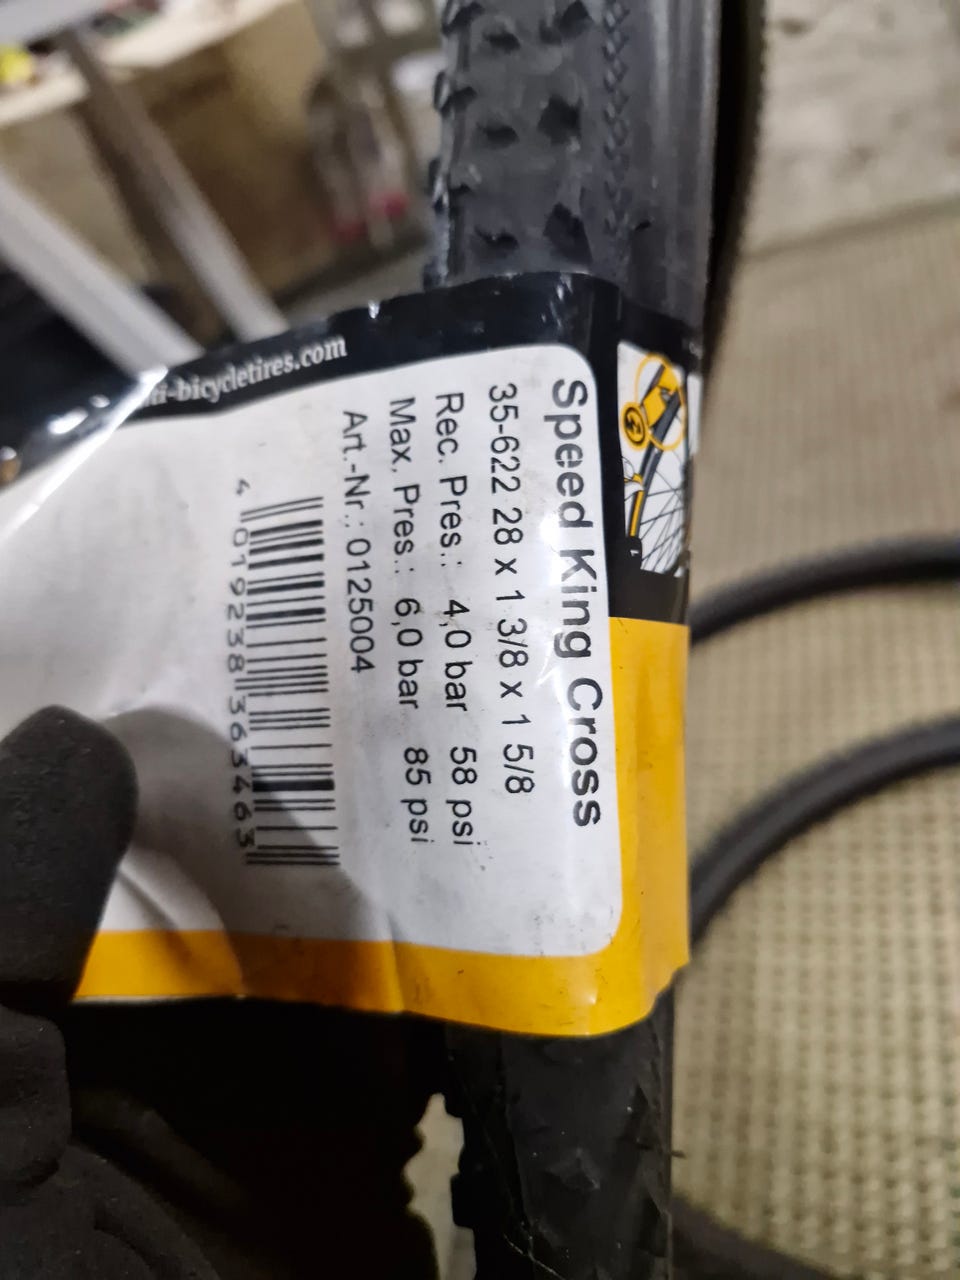 ti-bicycletires.com
Speed King Cross
35-622 28 x 1 3/8 x 1 5/8
Rec. Pres.: 4,0 bar 58 psi
Max. Pres.: 6,0 bar 85 psi
Art.-Nr.: 0125004
4 019238 363463